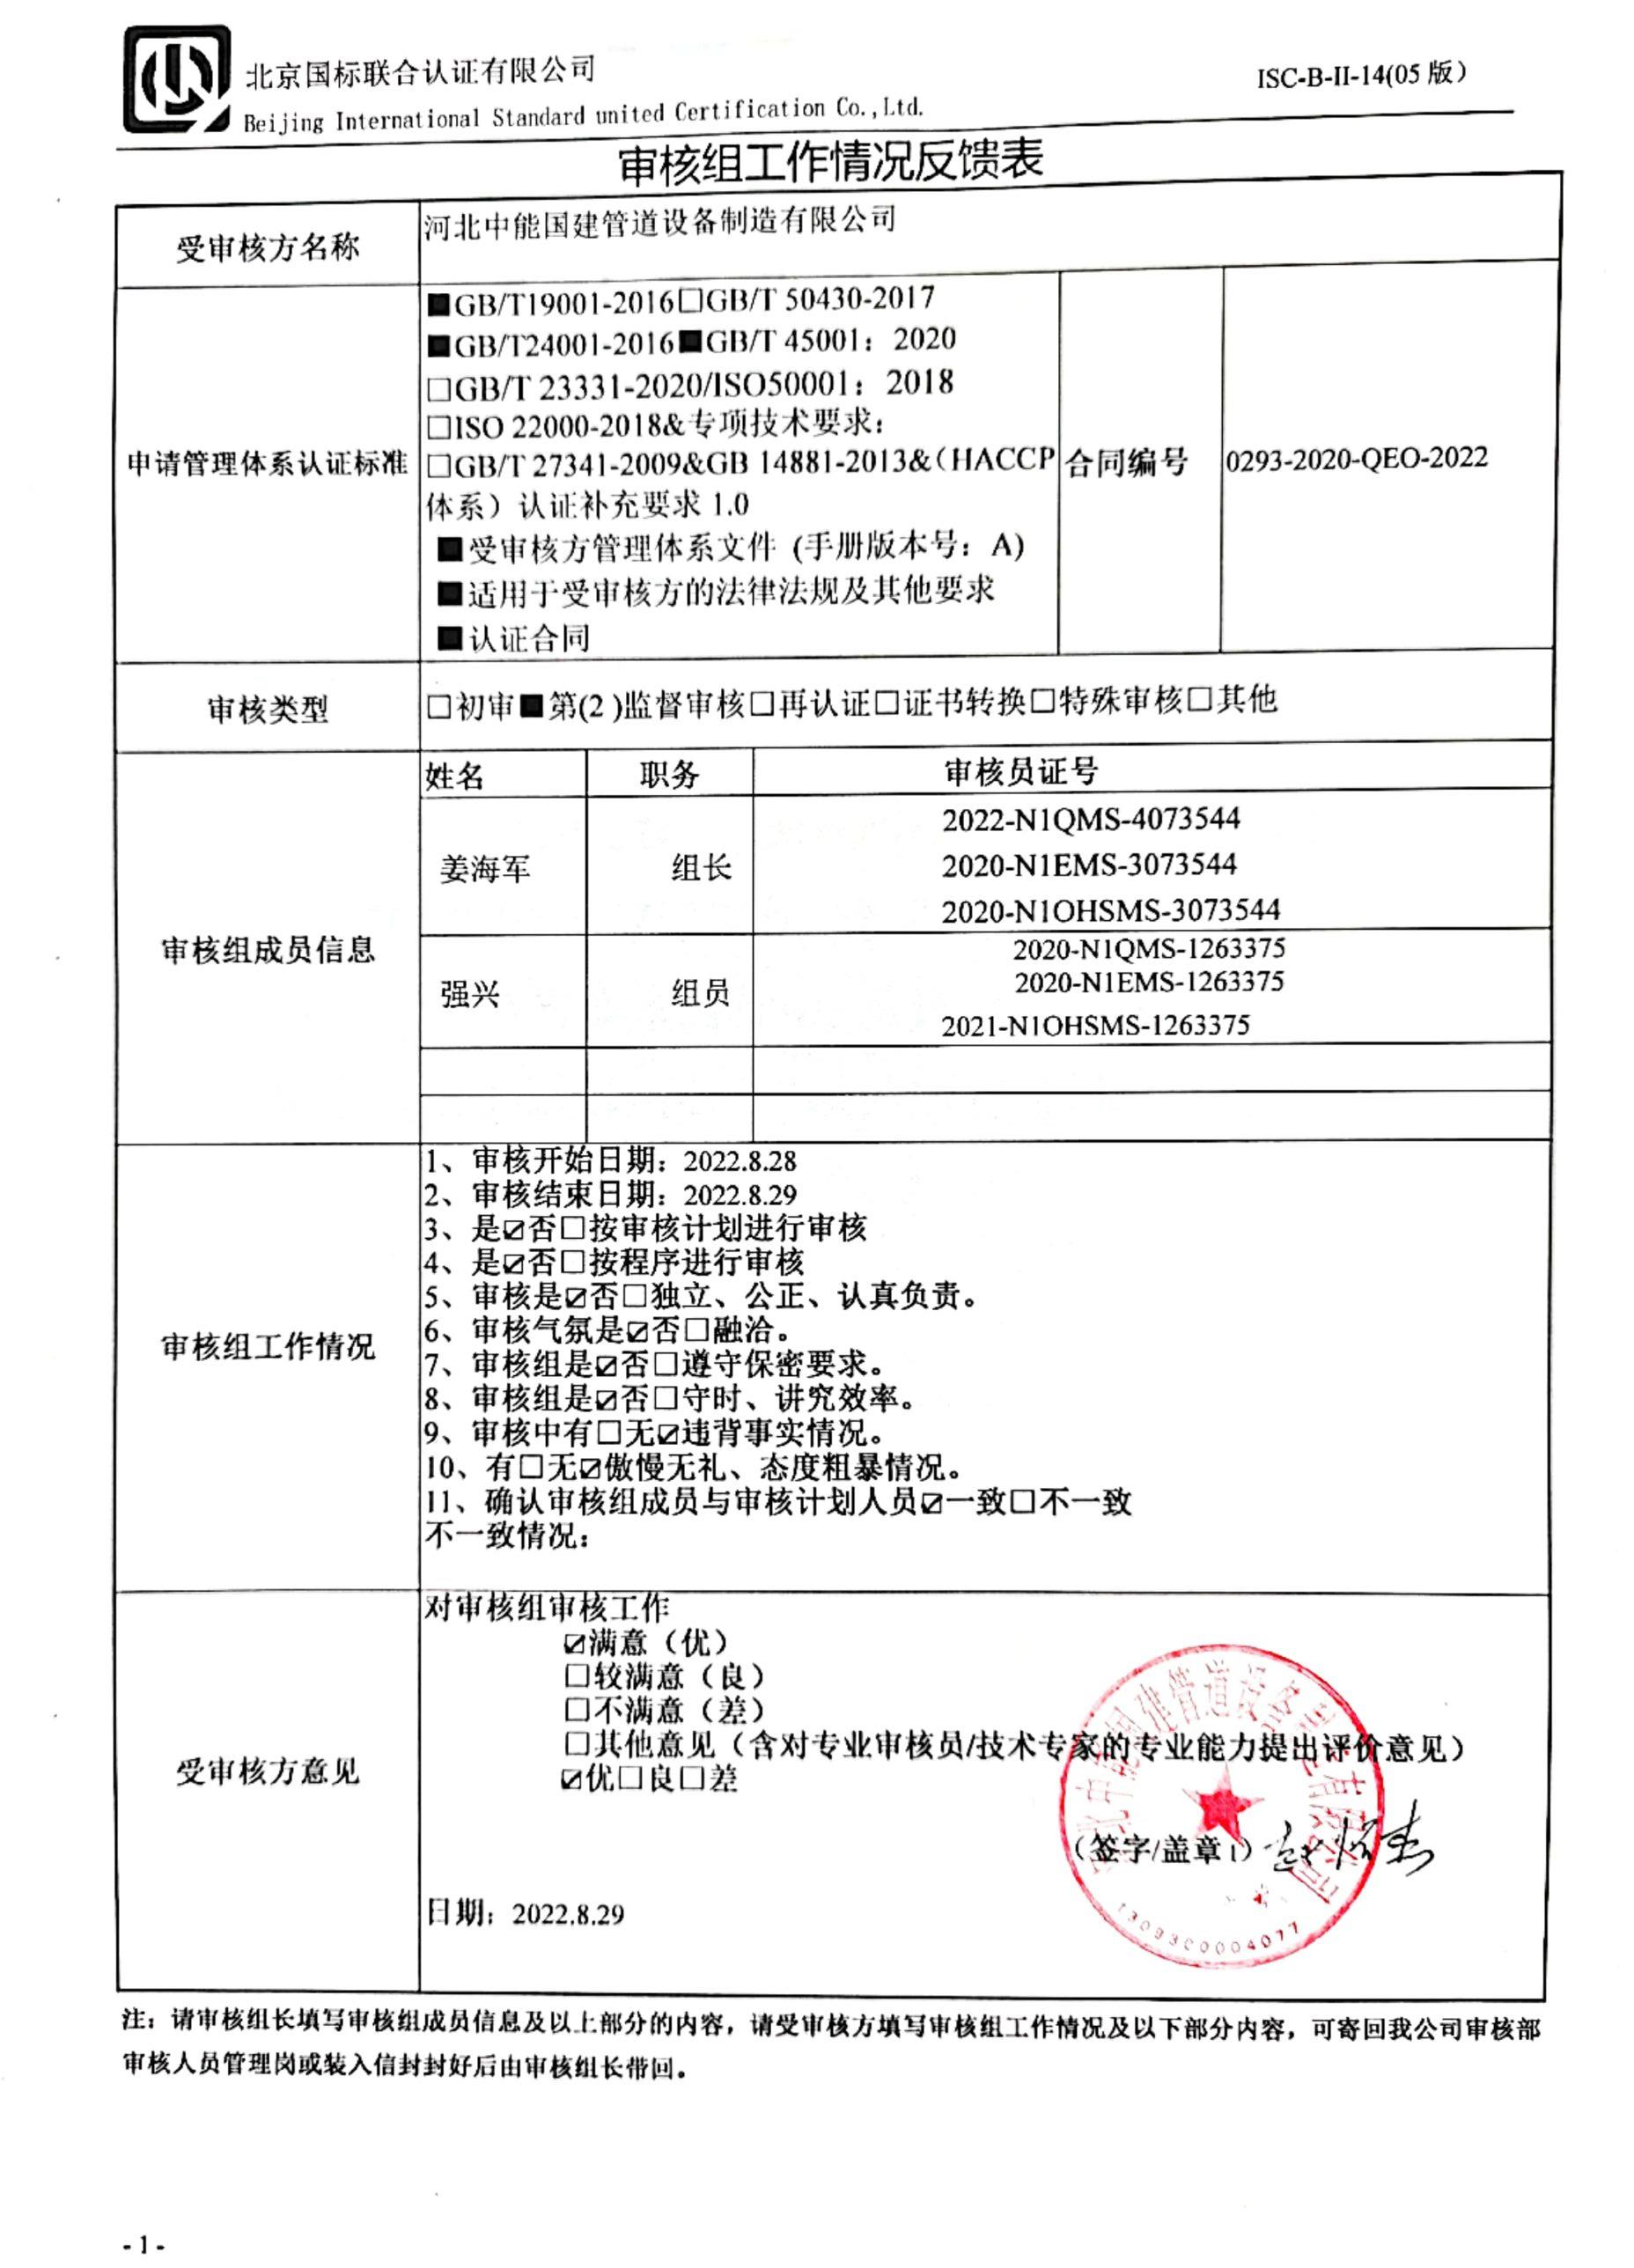 北京国标联合认证有限公司
ISC-B-II-14(05 版)
Beijing International Standard united Certification Co.,Ltd.
审核组工作情况反馈表
受审核方名称
河北中能国建管道设备制造有限公司
申请管理体系认证标准
■GB/T19001-2016□GB/T 50430-2017
■GB/T24001-2016■GB/T 45001：2020
□GB/T 23331-2020/ISO50001：2018
□ISO 22000-2018&专项技术要求：
□GB/T 27341-2009&GB 14881-2013&（HACCP
体系）认证补充要求 1.0
■受审核方管理体系文件 (手册版本号：A)
■适用于受审核方的法律法规及其他要求
■认证合同
合同编号
0293-2020-QEO-2022
审核类型
□初审■第(2 )监督审核□再认证□证书转换□特殊审核□其他
审核组成员信息
姓名 职务 审核员证号
姜海军 组长
2022-N1QMS-4073544
2020-N1EMS-3073544
2020-N1OHSMS-3073544
强兴 组员
2020-N1QMS-1263375
2020-N1EMS-1263375
2021-N1OHSMS-1263375
审核组工作情况
1、审核开始日期：2022.8.28
2、审核结束日期：2022.8.29
3、是☑否□按审核计划进行审核
4、是☑否□按程序进行审核
5、审核是☑否□独立、公正、认真负责。
6、审核气氛是☑否□融洽。
7、审核组是☑否□遵守保密要求。
8、审核组是☑否□守时、讲究效率。
9、审核中有□无☑违背事实情况。
10、有□无☑傲慢无礼、态度粗暴情况。
11、确认审核组成员与审核计划人员☑一致□不一致
不一致情况：
受审核方意见
对审核组审核工作
☑满意（优）
□较满意（良）
□不满意（差）
□其他意见（含对专业审核员/技术专家的专业能力提出评价意见）
☑优□良□差
（签字/盖章）
日期：2022.8.29
河北中能国建管道设备制造有限公司
1309300004077
注：请审核组长填写审核组成员信息及以上部分的内容，请受审核方填写审核组工作情况及以下部分内容，可寄回我公司审核部
审核人员管理岗或装入信封封好后由审核组长带回。
- 1 -